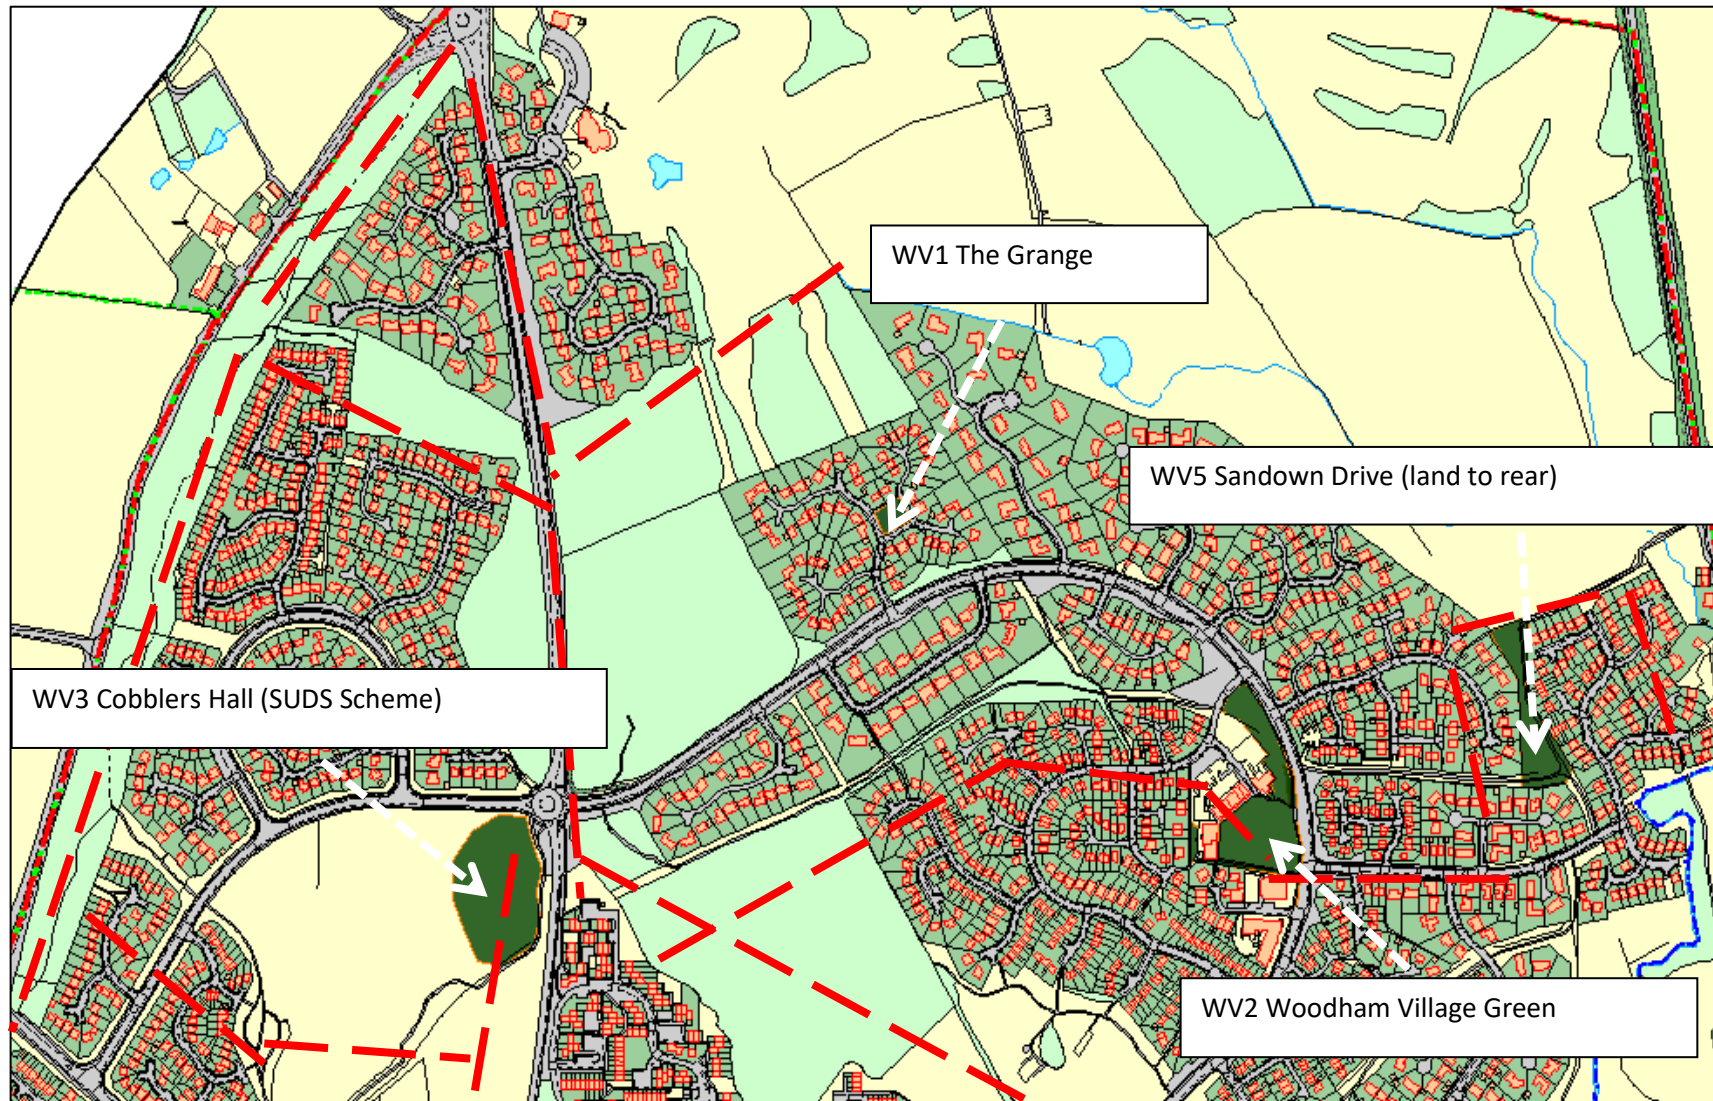 WV1 The Grange
WV5 Sandown Drive (land to rear)
WV3 Cobblers Hall (SUDS Scheme)
WV2 Woodham Village Green